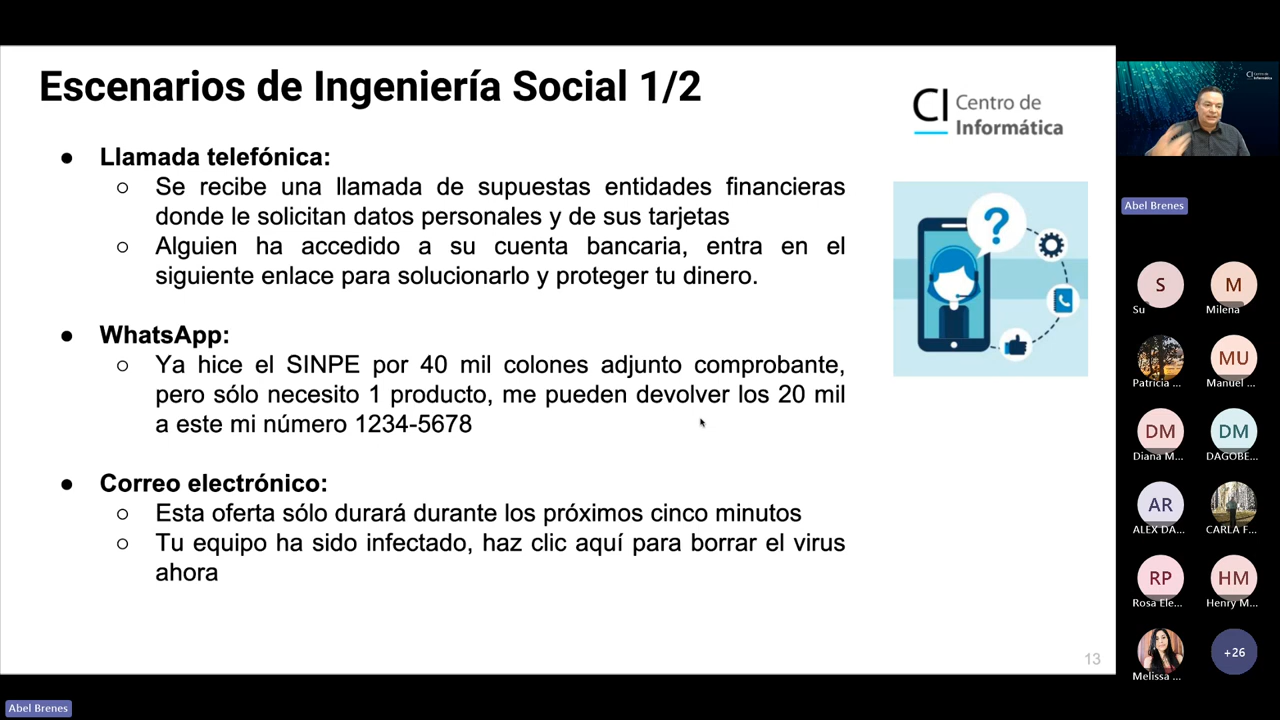 Escenarios de Ingeniería Social 1/2
CI Centro de
Informática
● Llamada telefónica:
○ Se recibe una llamada de supuestas entidades financieras
donde le solicitan datos personales y de sus tarjetas
○ Alguien ha accedido a su cuenta bancaria, entra en el
siguiente enlace para solucionarlo y proteger tu dinero.
● WhatsApp:
○ Ya hice el SINPE por 40 mil colones adjunto comprobante,
pero sólo necesito 1 producto, me pueden devolver los 20 mil
a este mi número 1234-5678
● Correo electrónico:
○ Esta oferta sólo durará durante los próximos cinco minutos
○ Tu equipo ha sido infectado, haz clic aquí para borrar el virus
ahora
?
13
CI Centro de
Informática
Abel Brenes
S
Su
M
Milena
Patricia ...
MU
Manuel ...
DM
Diana M...
DM
DAGOBE...
AR
ALEX DA...
CARLA F...
RP
Rosa Ele...
HM
Henry M...
Melissa ...
+26
Abel Brenes